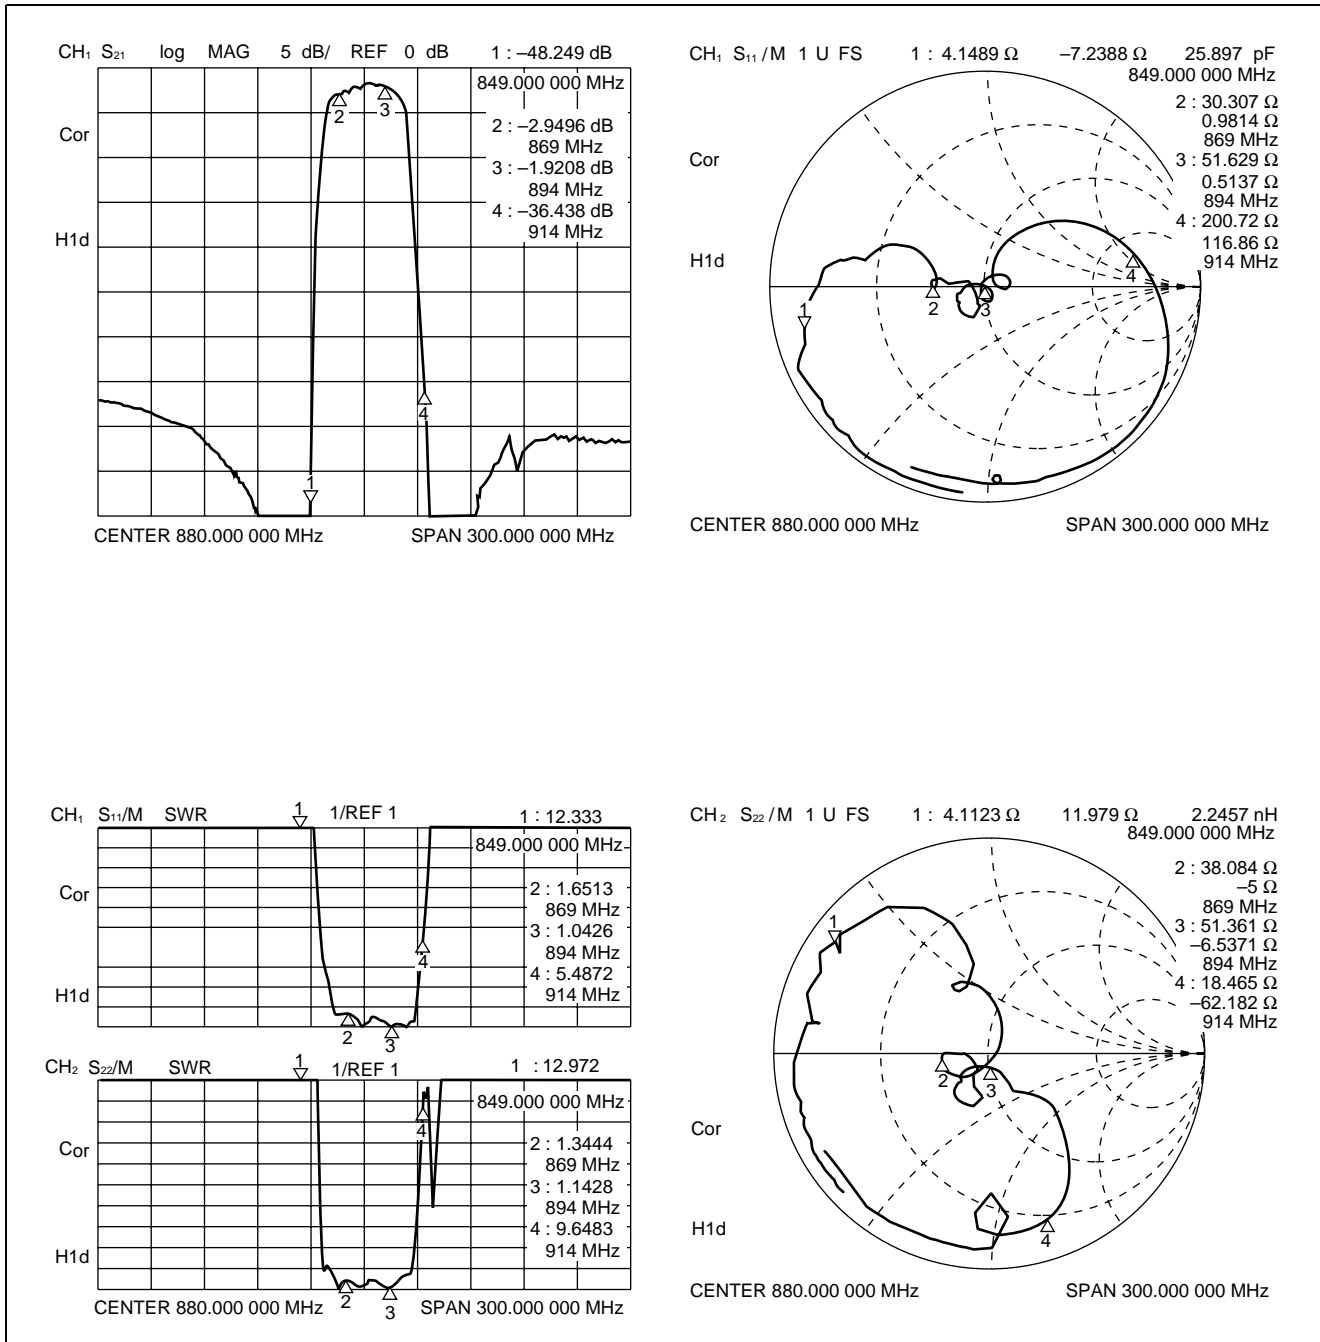 CH₁ S₂₁ log MAG 5 dB/ REF 0 dB 1 : –48.249 dB
849.000 000 MHz
2 : –2.9496 dB
869 MHz
3 : –1.9208 dB
894 MHz
4 : –36.438 dB
914 MHz
Cor
H1d
1
2
3
4
CENTER 880.000 000 MHz SPAN 300.000 000 MHz
CH₁ S₁₁/M 1 U FS 1 : 4.1489 Ω –7.2388 Ω 25.897 pF
849.000 000 MHz
2 : 30.307 Ω
0.9814 Ω
869 MHz
3 : 51.629 Ω
0.5137 Ω
894 MHz
4 : 200.72 Ω
116.86 Ω
914 MHz
Cor
H1d
1
2
3
4
CENTER 880.000 000 MHz SPAN 300.000 000 MHz
CH₁ S₁₁/M SWR 1/REF 1 1 : 12.333
849.000 000 MHz
2 : 1.6513
869 MHz
3 : 1.0426
894 MHz
4 : 5.4872
914 MHz
Cor
H1d
1
2
3
4
CH₂ S₂₂/M SWR 1/REF 1 1 : 12.972
849.000 000 MHz
2 : 1.3444
869 MHz
3 : 1.1428
894 MHz
4 : 9.6483
914 MHz
Cor
H1d
1
2
3
4
CENTER 880.000 000 MHz SPAN 300.000 000 MHz
CH₂ S₂₂/M 1 U FS 1 : 4.1123 Ω 11.979 Ω 2.2457 nH
849.000 000 MHz
2 : 38.084 Ω
–5 Ω
869 MHz
3 : 51.361 Ω
–6.5371 Ω
894 MHz
4 : 18.465 Ω
–62.182 Ω
914 MHz
Cor
H1d
1
2
3
4
CENTER 880.000 000 MHz SPAN 300.000 000 MHz